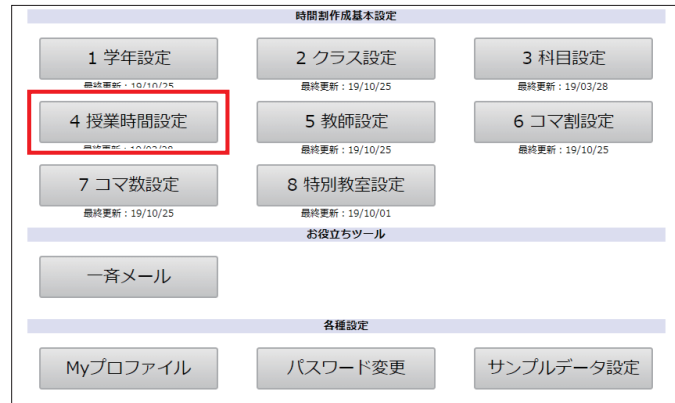 時間割作成基本設定
1 学年設定
2 クラス設定
3 科目設定
最終更新：19/10/25
最終更新：19/10/25
最終更新：19/03/28
4 授業時間設定
5 教師設定
6 コマ割設定
最終更新：19/10/25
最終更新：19/10/25
7 コマ数設定
8 特別教室設定
最終更新：19/10/25
最終更新：19/10/01
お役立ちツール
一斉メール
各種設定
Myプロファイル
パスワード変更
サンプルデータ設定